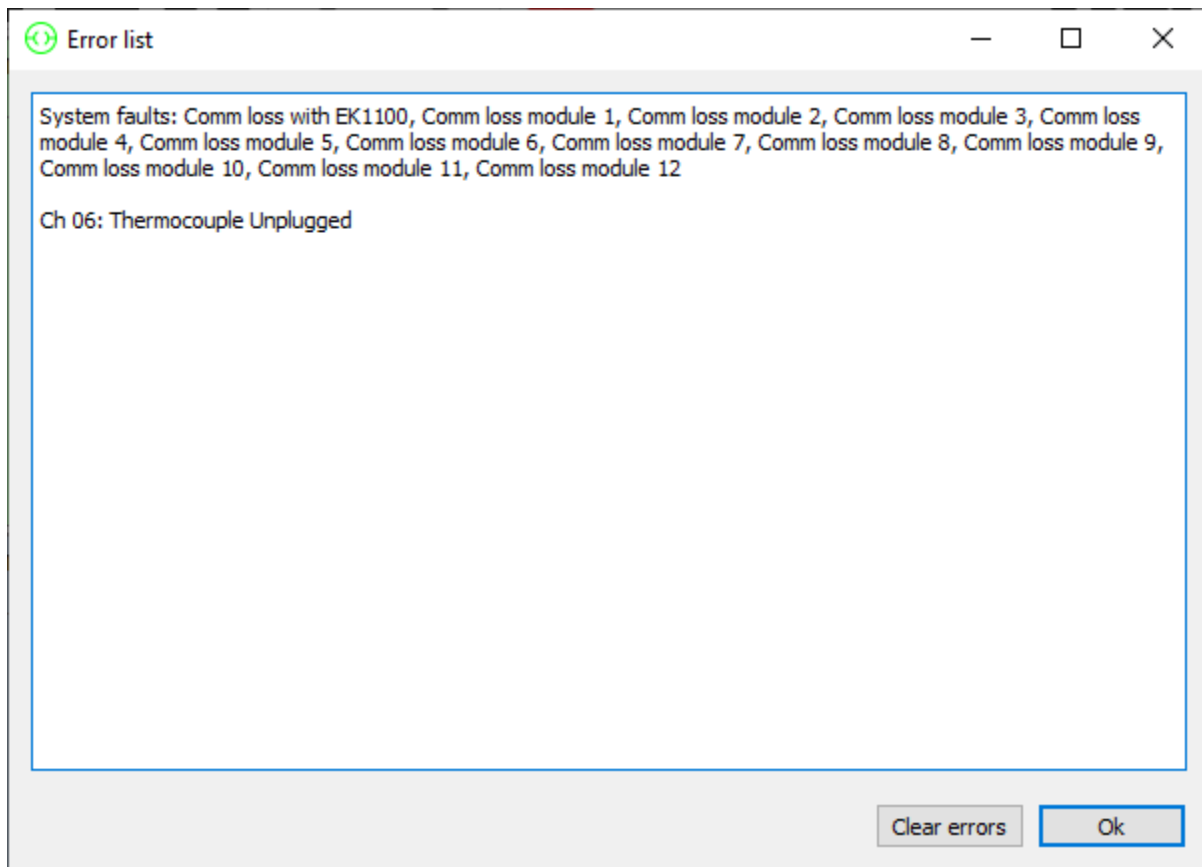 Error list
System faults: Comm loss with EK1100, Comm loss module 1, Comm loss module 2, Comm loss module 3, Comm loss
module 4, Comm loss module 5, Comm loss module 6, Comm loss module 7, Comm loss module 8, Comm loss module 9,
Comm loss module 10, Comm loss module 11, Comm loss module 12
Ch 06: Thermocouple Unplugged
Clear errors
Ok